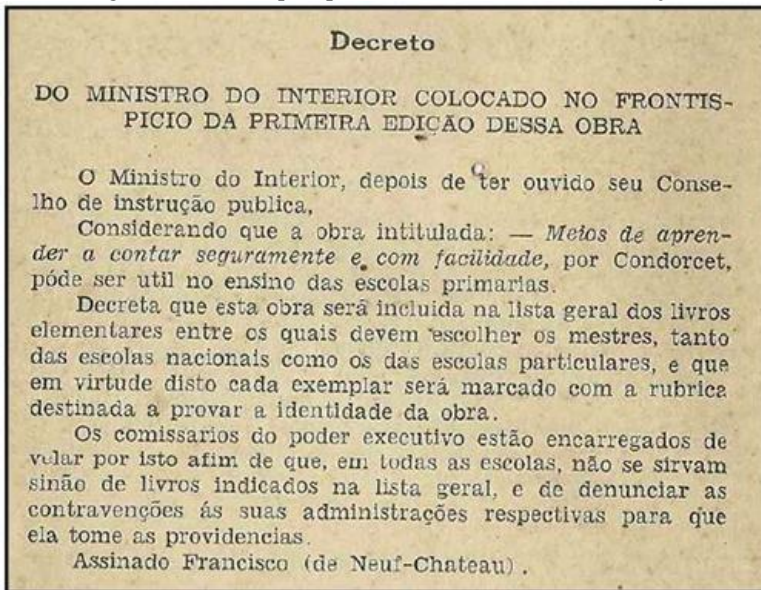 Decreto
DO MINISTRO DO INTERIOR COLOCADO NO FRONTIS-
PICIO DA PRIMEIRA EDIÇÃO DESSA OBRA
O Ministro do Interior, depois de ter ouvido seu Conse-
lho de instrução publica,
Considerando que a obra intitulada: — Meios de apren-
der a contar seguramente e com facilidade, por Condorcet,
póde ser util no ensino das escolas primarias.
Decreta que esta obra será incluida na lista geral dos livros
elementares entre os quais devem escolher os mestres, tanto
das escolas nacionais como os das escolas particulares, e que
em virtude disto cada exemplar será marcado com a rubrica
destinada a provar a identidade da obra.
Os comissarios do poder executivo estão encarregados de
velar por isto afim de que, em todas as escolas, não se sirvam
sinão de livros indicados na lista geral, e de denunciar as
contravenções ás suas administrações respectivas para que
ela tome as providencias.
Assinado Francisco (de Neuf-Chateau).